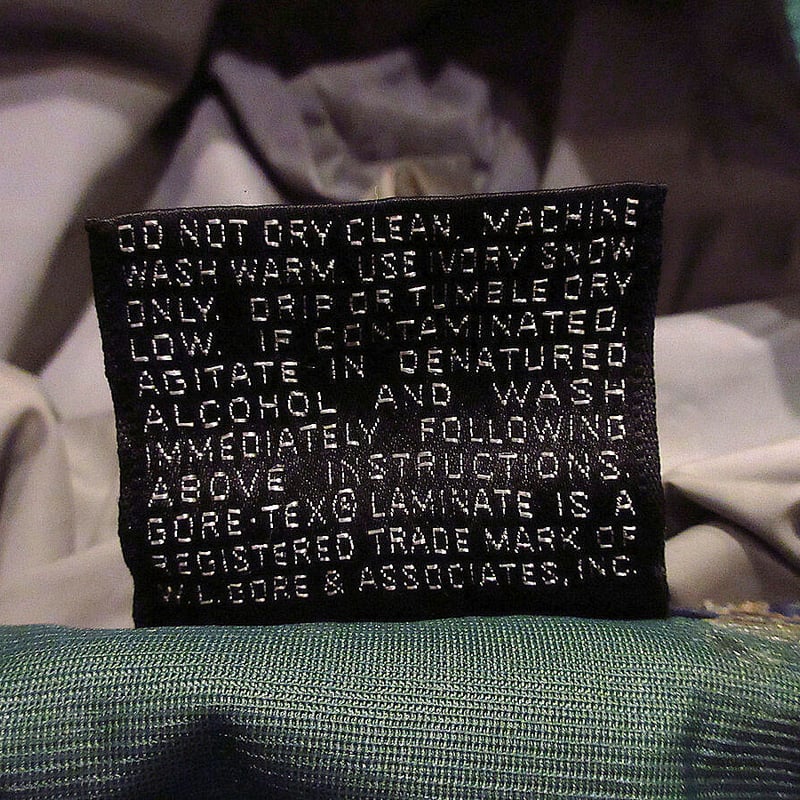 DO NOT DRY CLEAN. MACHINE
WASH WARM. USE IVORY SNOW
ONLY. DRIP OR TUMBLE DRY
LOW. IF CONTAMINATED,
AGITATE IN DENATURED
ALCOHOL AND WASH
IMMEDIATELY FOLLOWING
ABOVE INSTRUCTIONS.
GORE-TEX® LAMINATE IS A
REGISTERED TRADE MARK OF
W.L.GORE & ASSOCIATES, INC.